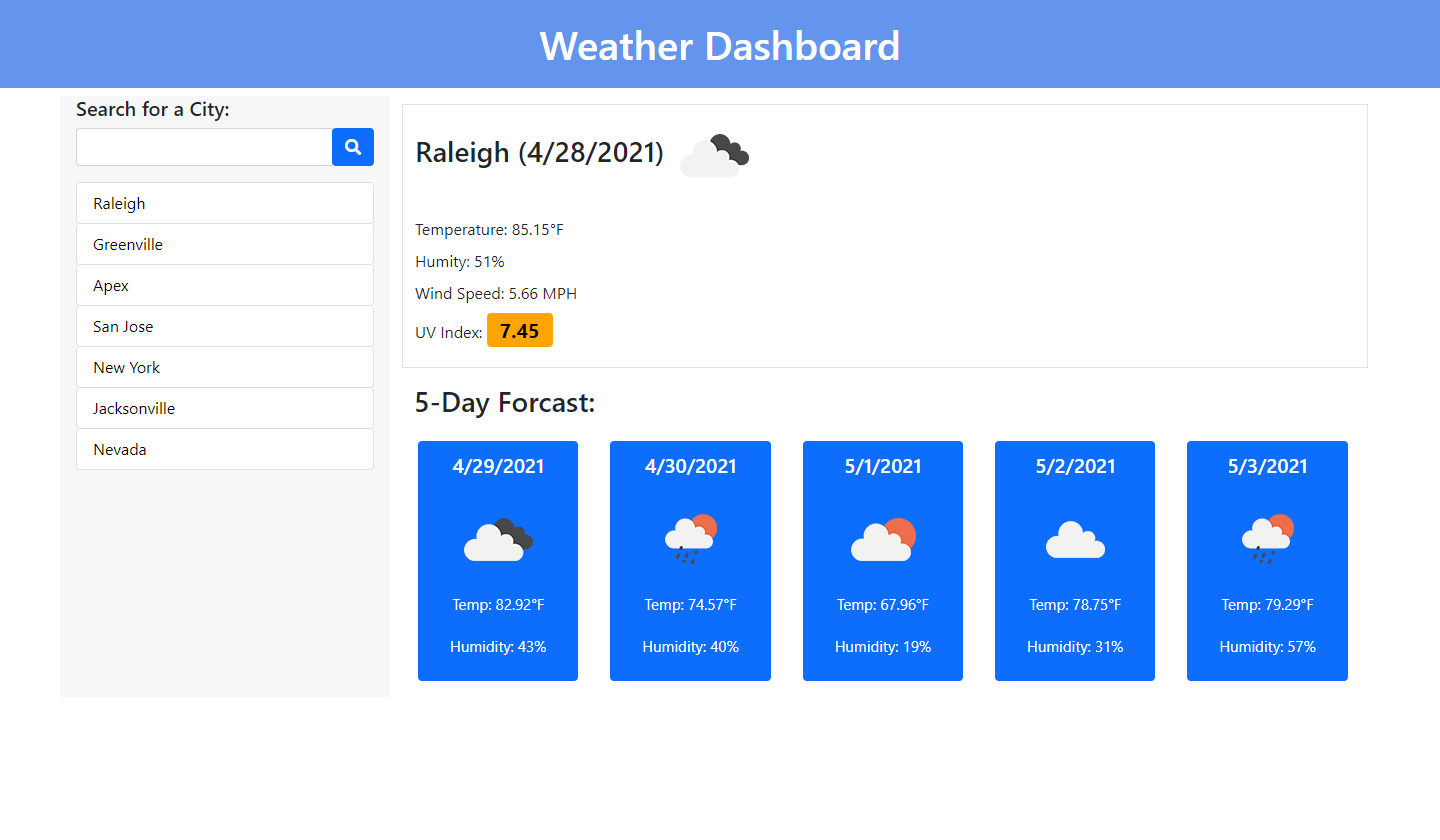 Weather Dashboard
Search for a City:
Raleigh
Greenville
Apex
San Jose
New York
Jacksonville
Nevada
Raleigh (4/28/2021)
Temperature: 85.15°F
Humity: 51%
Wind Speed: 5.66 MPH
UV Index: 7.45
5-Day Forcast:
4/29/2021
Temp: 82.92°F
Humidity: 43%
4/30/2021
Temp: 74.57°F
Humidity: 40%
5/1/2021
Temp: 67.96°F
Humidity: 19%
5/2/2021
Temp: 78.75°F
Humidity: 31%
5/3/2021
Temp: 79.29°F
Humidity: 57%